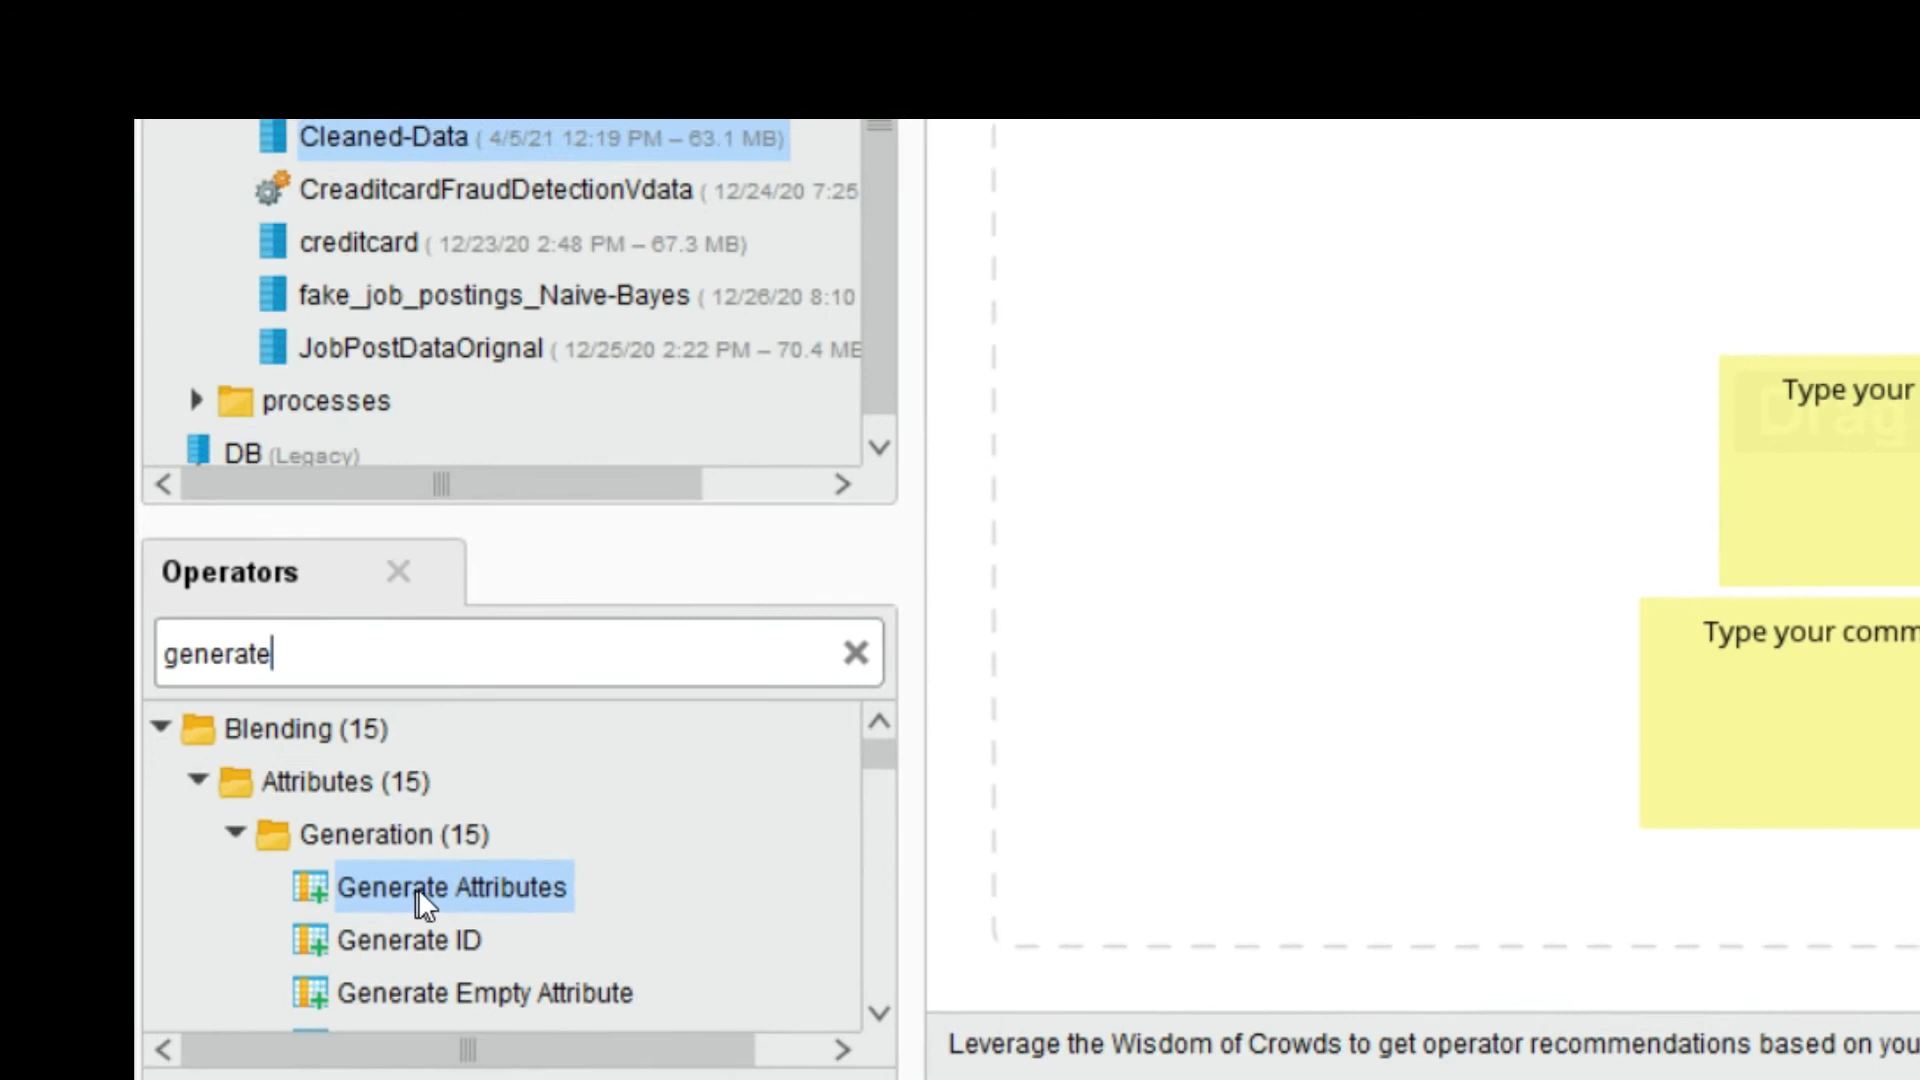 Cleaned-Data ( 4/5/21 12:19 PM – 63.1 MB)
CreaditcardFraudDetectionVdata ( 12/24/20 7:25
creditcard ( 12/23/20 2:48 PM – 67.3 MB)
fake_job_postings_Naive-Bayes ( 12/26/20 8:10
JobPostDataOrignal ( 12/25/20 2:22 PM – 70.4 ME
processes
DB (Legacy)
Operators
generate
Blending (15)
Attributes (15)
Generation (15)
Generate Attributes
Generate ID
Generate Empty Attribute
Type your
Drag
Type your comm
Leverage the Wisdom of Crowds to get operator recommendations based on you